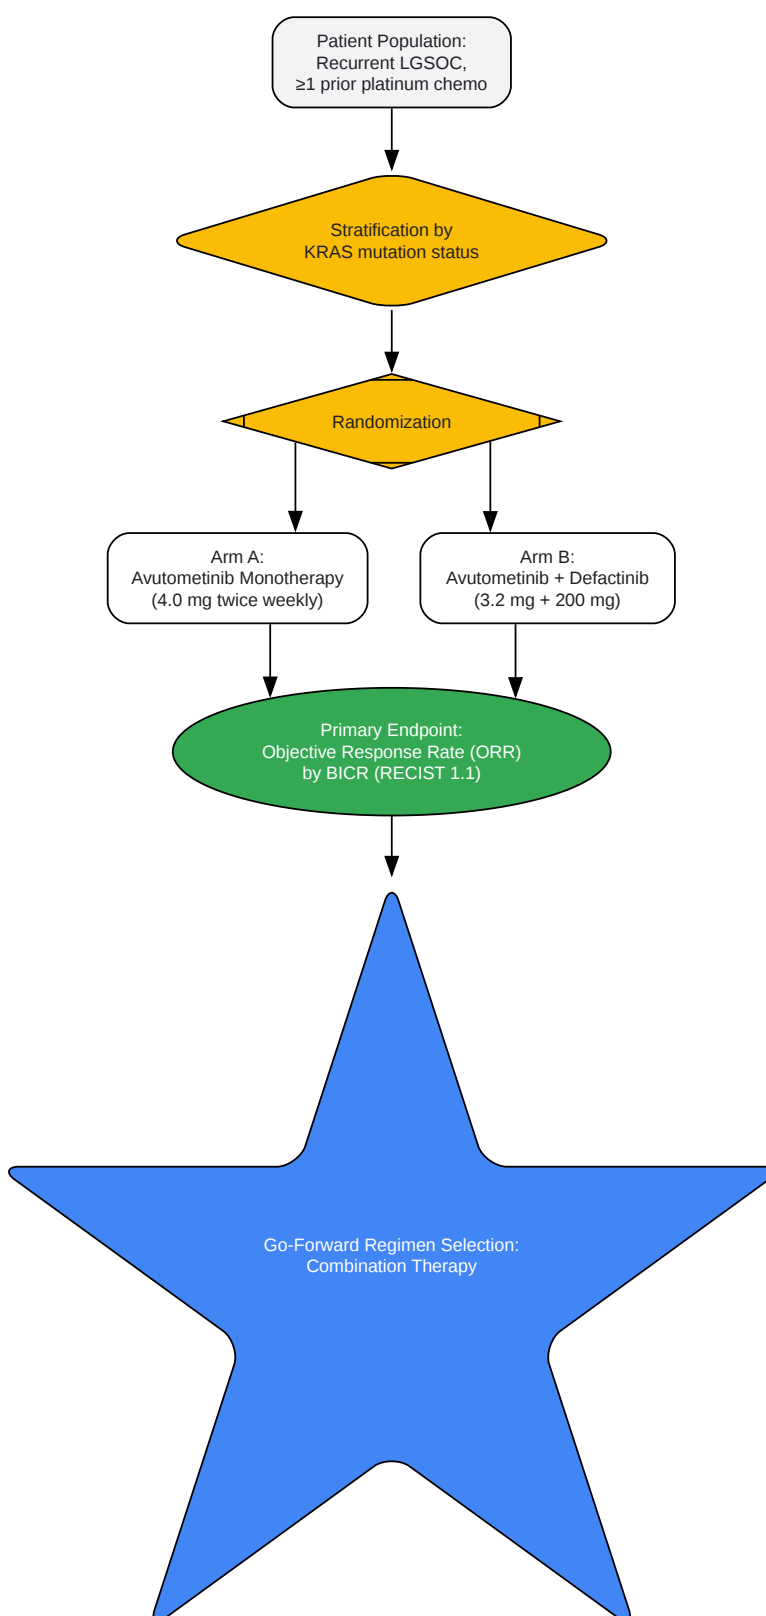 Patient Population:
Recurrent LGSOC,
≥1 prior platinum chemo
Stratification by
KRAS mutation status
Randomization
Arm A:
Avutometinib Monotherapy
(4.0 mg twice weekly)
Arm B:
Avutometinib + Defactinib
(3.2 mg + 200 mg)
Primary Endpoint:
Objective Response Rate (ORR)
by BICR (RECIST 1.1)
Go-Forward Regimen Selection:
Combination Therapy